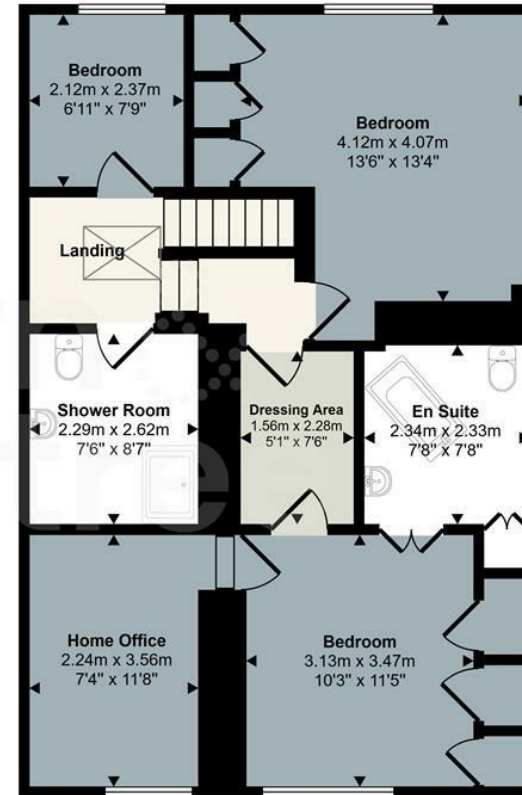 Bedroom
2.12m x 2.37m
6'11" x 7'9"
Bedroom
4.12m x 4.07m
13'6" x 13'4"
Landing
Shower Room
2.29m x 2.62m
7'6" x 8'7"
Dressing Area
1.56m x 2.28m
5'1" x 7'6"
En Suite
2.34m x 2.33m
7'8" x 7'8"
Home Office
2.24m x 3.56m
7'4" x 11'8"
Bedroom
3.13m x 3.47m
10'3" x 11'5"